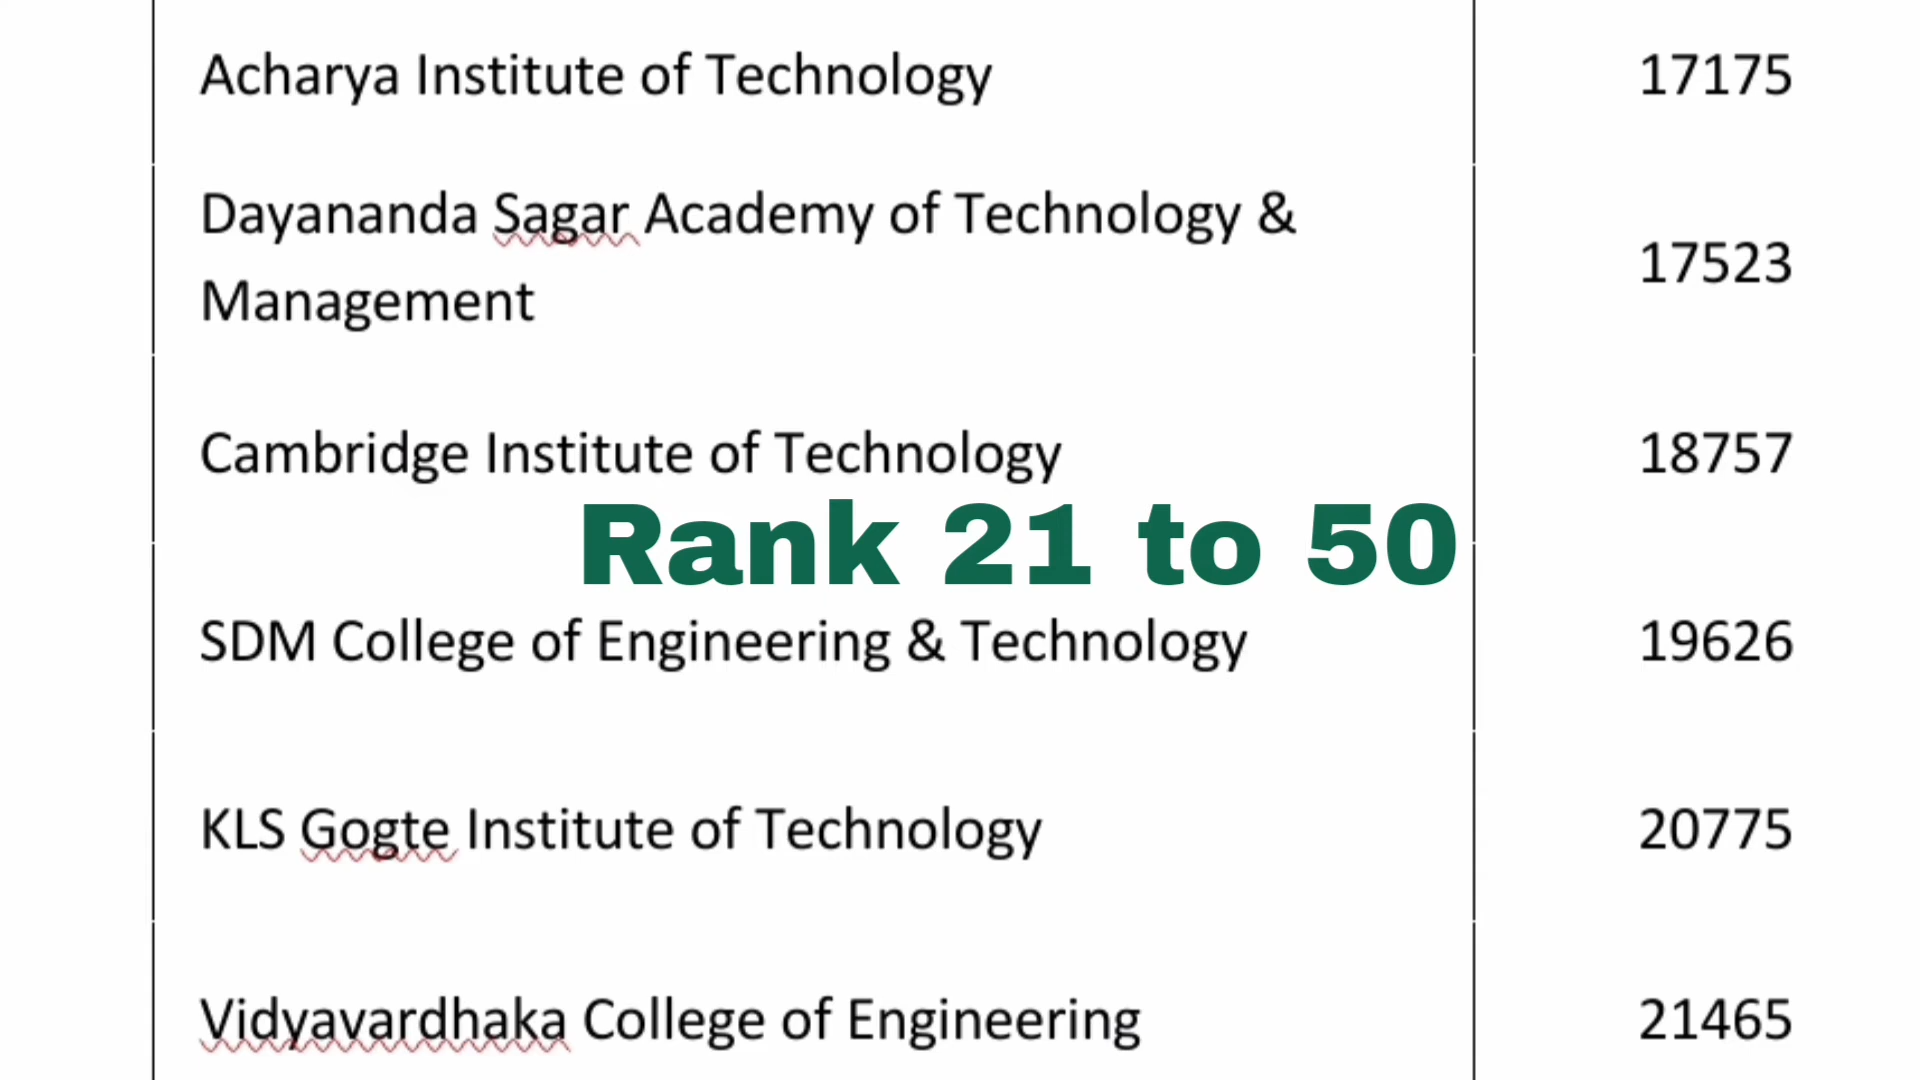 Acharya Institute of Technology 17175
Dayananda Sagar Academy of Technology &
Management 17523
Cambridge Institute of Technology 18757
Rank 21 to 50
SDM College of Engineering & Technology 19626
KLS Gogte Institute of Technology 20775
Vidyavardhaka College of Engineering 21465